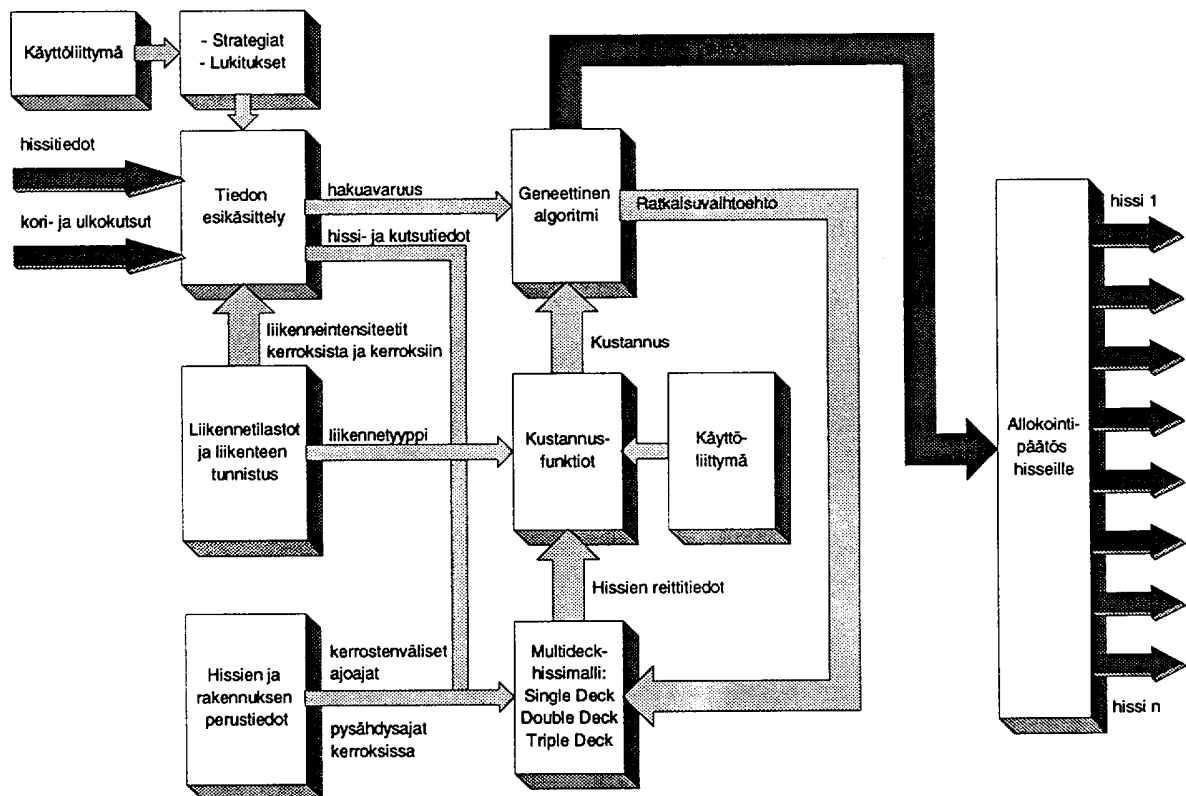 Käyttöliittymä
- Strategiat
- Lukitukset
hissitiedot
kori- ja ulkokutsut
Tiedon
esikäsittely
hakuavaruus
hissi- ja kutsutiedot
Geneettinen
algoritmi
Ratkaisuvaihtoehto
liikenneintensiteetit
kerroksista ja kerroksiin
Kustannus
Liikennetilastot
ja liikenteen
tunnistus
liikennetyyppi
Kustannus-
funktiot
Käyttö-
liittymä
Hissien reittitiedot
Hissien ja
rakennuksen
perustiedot
kerrostenväliset
ajoajat
pysähdysajat
kerroksissa
Multideck-
hissimalli:
Single Deck
Double Deck
Triple Deck
Allokointi-
päätös
hisseille
hissi 1
hissi n